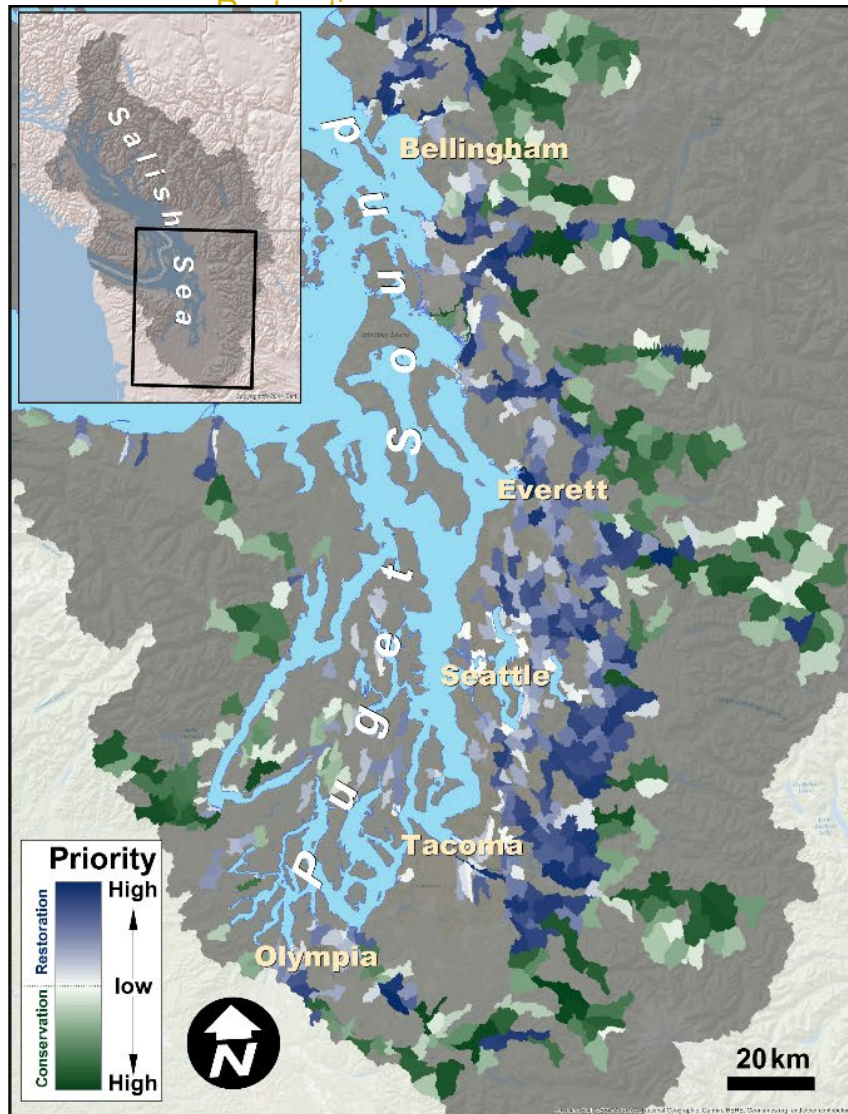 Salish Sea
Bellingham
Everett
Seattle
Tacoma
Olympia
Puget Sound
Priority
High
low
High
Restoration
Conservation
N
20 km